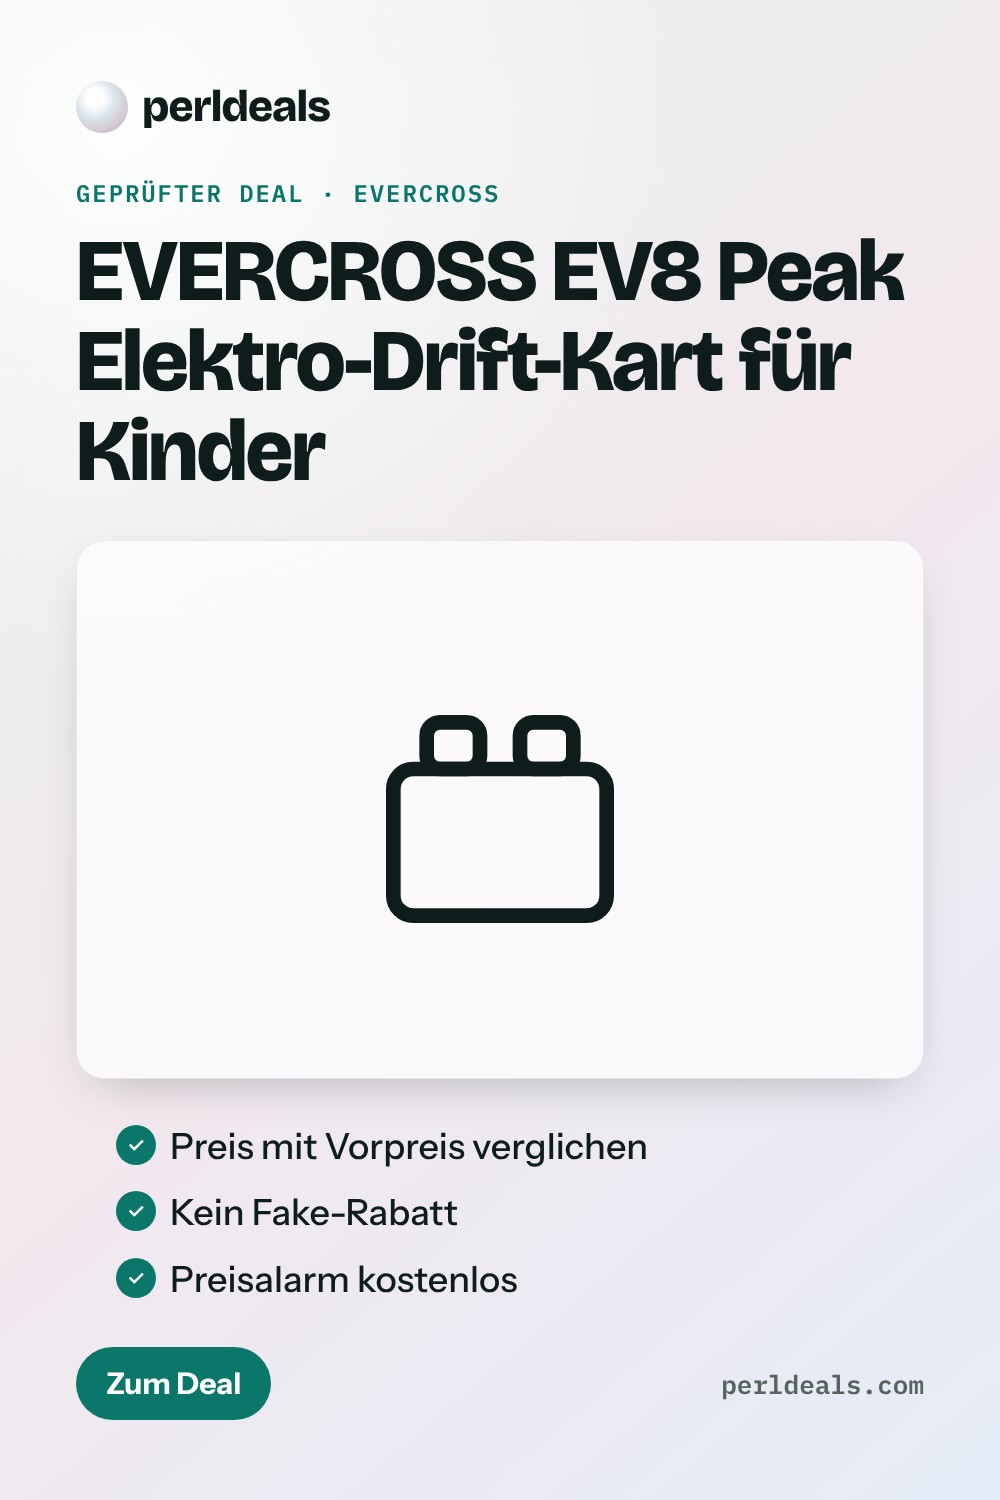 perldeals
GEPRÜFTER DEAL · EVERCROSS
EVERCROSS EV8 Peak
Elektro-Drift-Kart für
Kinder
Preis mit Vorpreis verglichen
Kein Fake-Rabatt
Preisalarm kostenlos
Zum Deal
perldeals.com